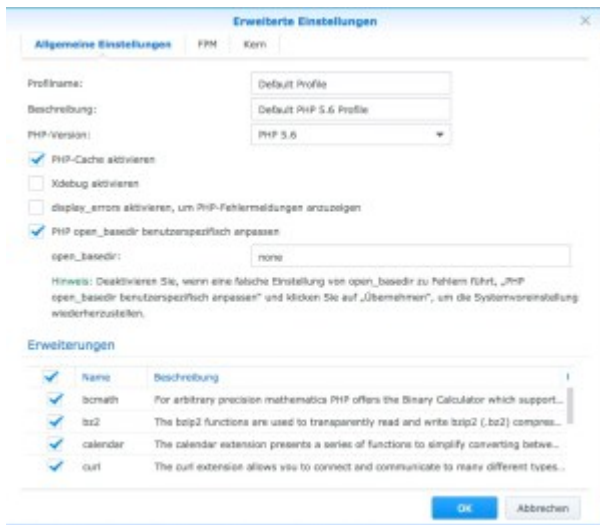 Erweiterte Einstellungen
Allgemeine Einstellungen FPM Kern
Profilname: Default Profile
Beschreibung: Default PHP 5.6 Profile
PHP-Version: PHP 5.6
PHP-Cache aktivieren
Xdebug aktivieren
display_errors aktivieren, um PHP-Fehlermeldungen anzuzeigen
PHP open_basedir benutzerspezifisch anpassen
open_basedir: none
Hinweis: Deaktivieren Sie, wenn eine falsche Einstellung von open_basedir zu Fehlern führt, „PHP
open_basedir benutzerspezifisch anpassen" und klicken Sie auf „Übernehmen", um die Systemvoreinstellung
wiederherzustellen.
Erweiterungen
Name Beschreibung
bcmath For arbitrary precision mathematics PHP offers the Binary Calculator which support...
bz2 The bzip2 functions are used to transparently read and write bzip2 (.bz2) compres...
calendar The calendar extension presents a series of functions to simplify converting betwe...
curl The curl extension allows you to connect and communicate to many different types...
OK Abbrechen